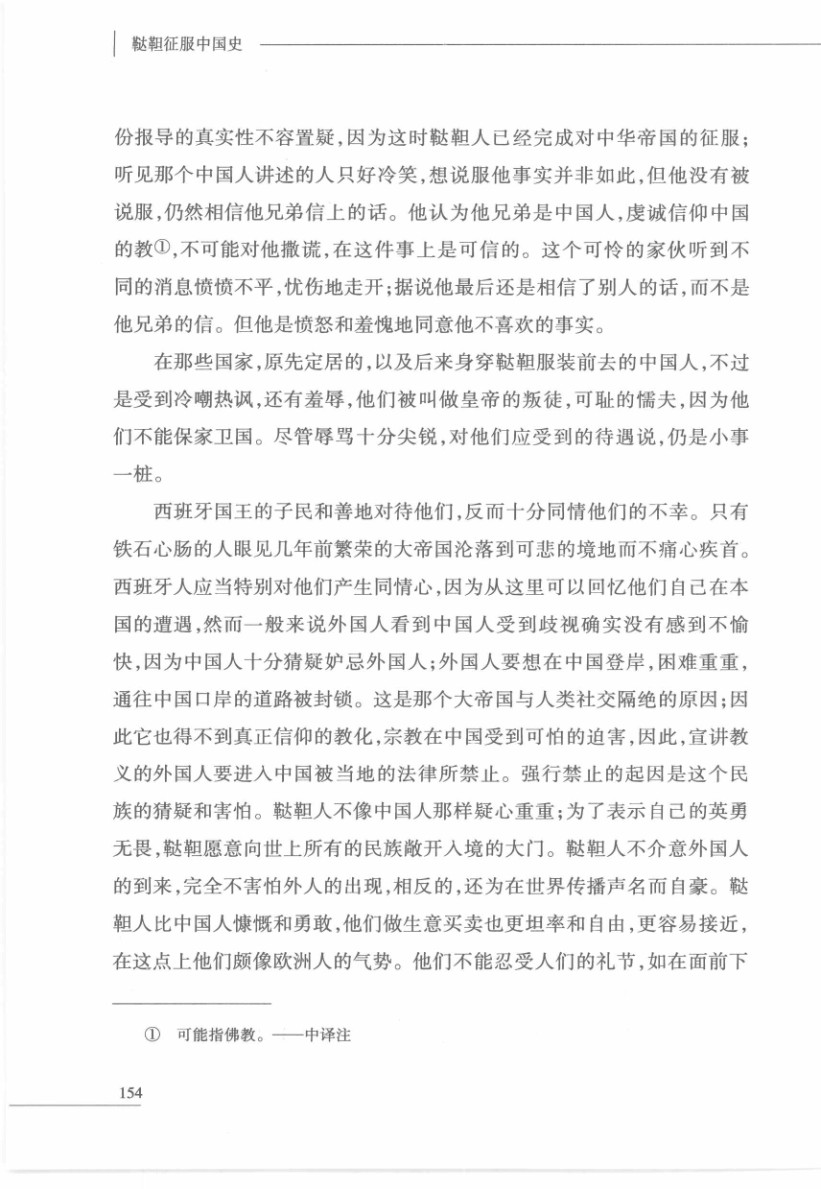 鞑靼征服中国史
份报导的真实性不容置疑,因为这时鞑靼人已经完成对中华帝国的征服;
听见那个中国人讲述的人只好冷笑,想说服他事实并非如此,但他没有被
说服,仍然相信他兄弟信上的话。他认为他兄弟是中国人,虔诚信仰中国
的教①,不可能对他撒谎,在这件事上是可信的。这个可怜的家伙听到不
同的消息愤愤不平,忧伤地走开;据说他最后还是相信了别人的话,而不是
他兄弟的信。但他是愤怒和羞愧地同意他不喜欢的事实。
在那些国家,原先定居的,以及后来身穿鞑靼服装前去的中国人,不过
是受到冷嘲热讽,还有羞辱,他们被叫做皇帝的叛徒,可耻的懦夫,因为他
们不能保家卫国。尽管辱骂十分尖锐,对他们应受到的待遇说,仍是小事
一桩。
西班牙国王的子民和善地对待他们,反而十分同情他们的不幸。只有
铁石心肠的人眼见几年前繁荣的大帝国沦落到可悲的境地而不痛心疾首。
西班牙人应当特别对他们产生同情心,因为从这里可以回忆他们自己在本
国的遭遇,然而一般来说外国人看到中国人受到歧视确实没有感到不愉
快,因为中国人十分猜疑妒忌外国人;外国人要想在中国登岸,困难重重,
通往中国口岸的道路被封锁。这是那个大帝国与人类社交隔绝的原因;因
此它也得不到真正信仰的教化,宗教在中国受到可怕的迫害,因此,宣讲教
义的外国人要进入中国被当地的法律所禁止。强行禁止的起因是这个民
族的猜疑和害怕。鞑靼人不像中国人那样疑心重重;为了表示自己的英勇
无畏,鞑靼愿意向世上所有的民族敞开入境的大门。鞑靼人不介意外国人
的到来,完全不害怕外人的出现,相反的,还为在世界传播声名而自豪。鞑
靼人比中国人慷慨和勇敢,他们做生意买卖也更坦率和自由,更容易接近,
在这点上他们颇像欧洲人的气势。他们不能忍受人们的礼节,如在面前下
① 可能指佛教。——中译注
154